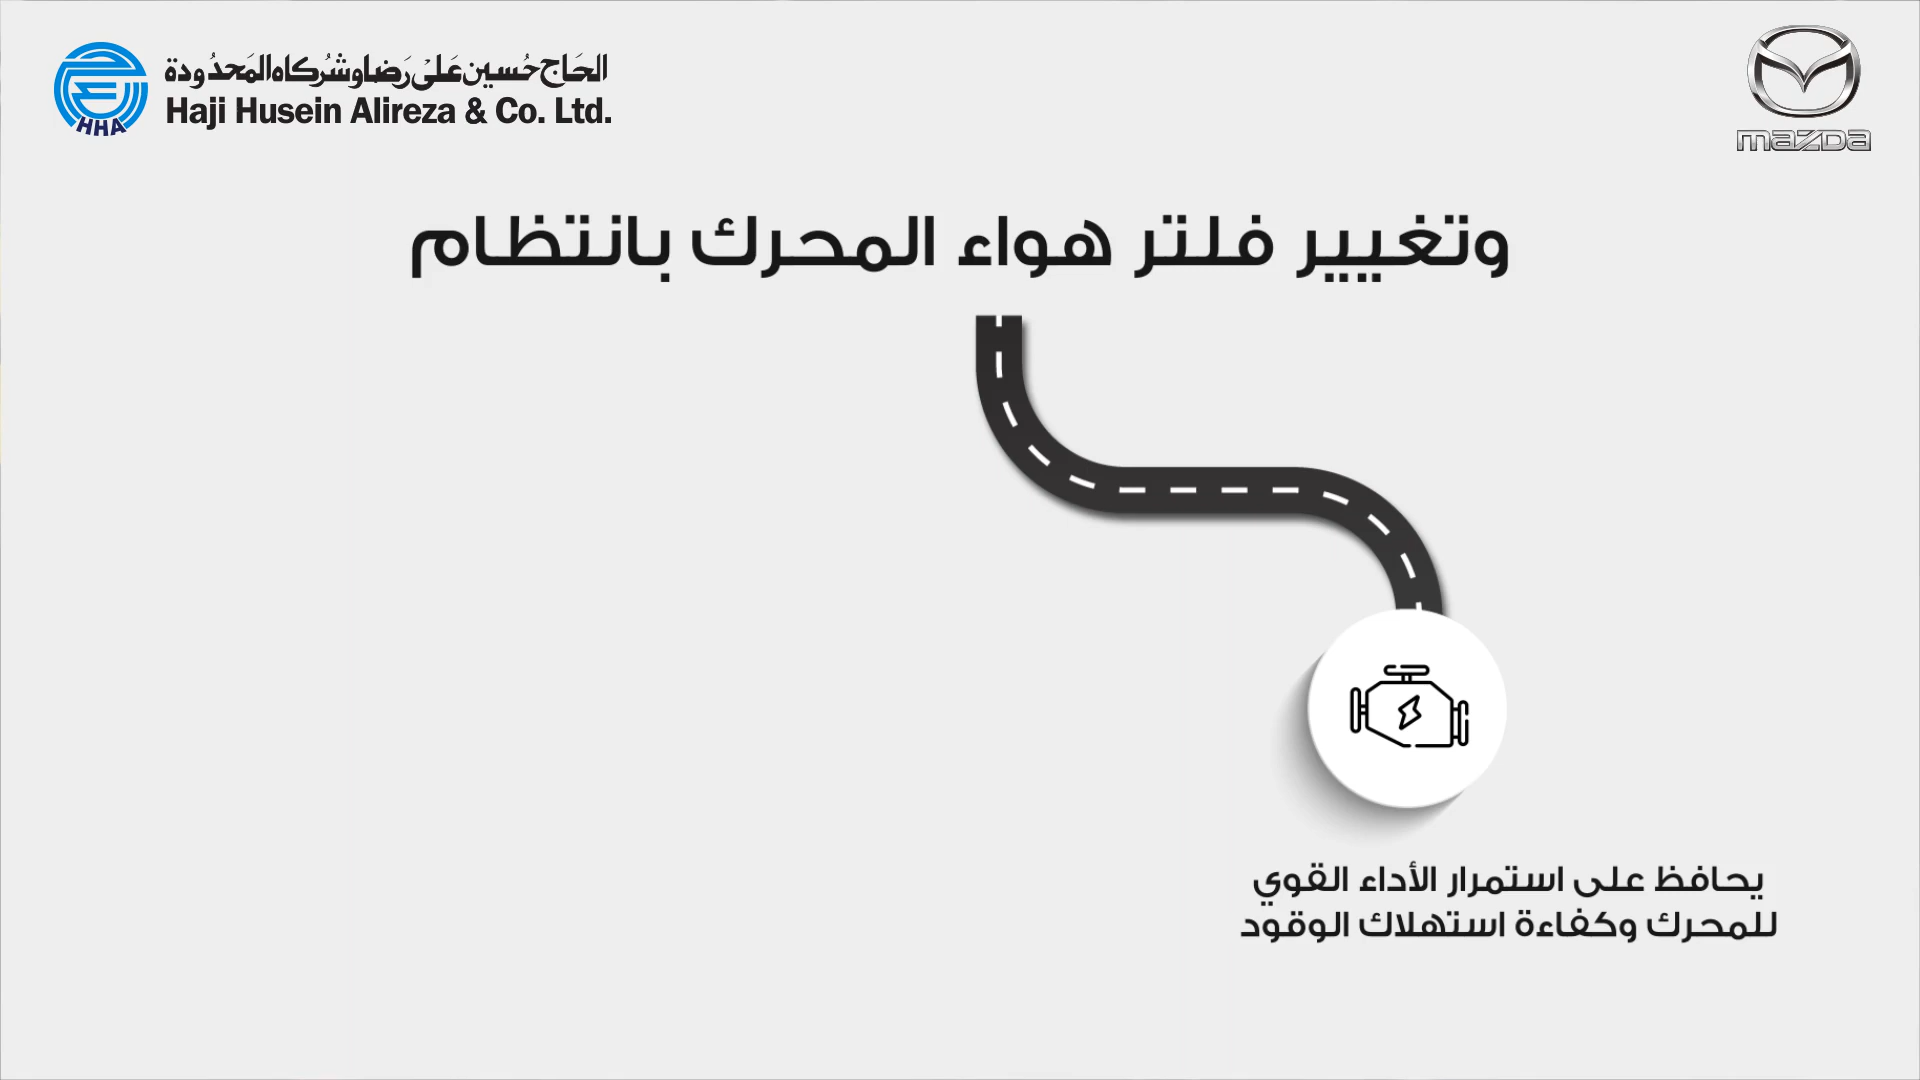 الحاج حسين على رضا وشركاه المحدودة
Haji Husein Alireza & Co. Ltd.
HHA
mazda
وتغيير فلتر هواء المحرك بانتظام
يحافظ على استمرار الأداء القوي
للمحرك وكفاءة استهلاك الوقود